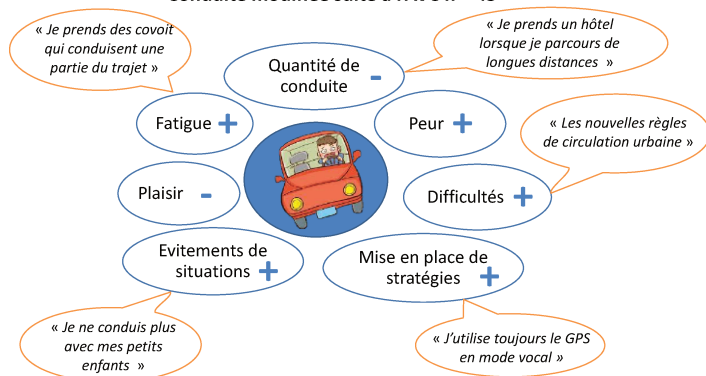 « Je prends des covoit
qui conduisent une
partie du trajet »
« Je prends un hôtel
lorsque je parcours de
longues distances »
Quantité de
conduite -
Fatigue +
Peur +
« Les nouvelles règles
de circulation urbaine »
Plaisir -
Difficultés +
Evitements de
situations +
Mise en place de
stratégies +
« Je ne conduis plus
avec mes petits
enfants »
« J’utilise toujours le GPS
en mode vocal »